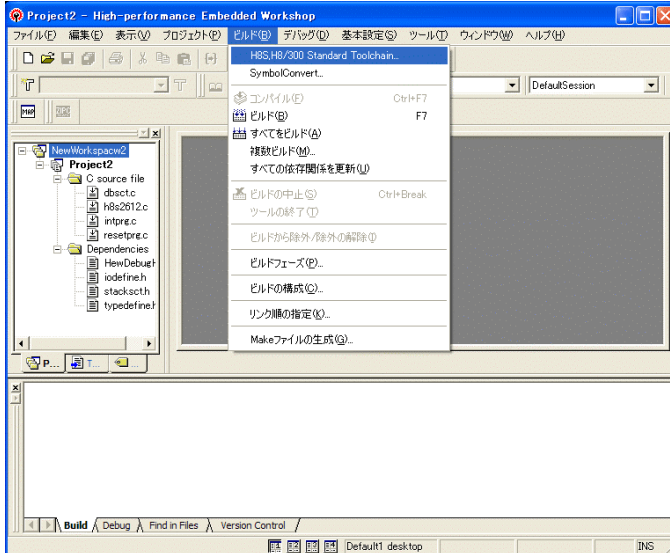 Project2 - High-performance Embedded Workshop
ファイル(F) 編集(E) 表示(V) プロジェクト(P) ビルド(B) デバッグ(D) 基本設定(S) ツール(T) ウィンドウ(W) ヘルプ(H)
H8S,H8/300 Standard Toolchain...
SymbolConvert...
コンパイル(F) Ctrl+F7
ビルド(B) F7
すべてをビルド(A)
複数ビルド(M)...
すべての依存関係を更新(U)
ビルドの中止(S) Ctrl+Break
ツールの終了(T)
ビルドから除外/除外の解除(I)
ビルドフェーズ(P)...
ビルドの構成(C)...
リンク順の指定(K)...
Makeファイルの生成(G)...
DefaultSession
MAP
NewWorkspacw2
Project2
C source file
dbsct.c
h8s2612.c
intprg.c
resetprg.c
Dependencies
HewDebugH
iodefine.h
stacksct.h
typedefine.h
P... T... ...
Build Debug Find in Files Version Control
Default1 desktop INS